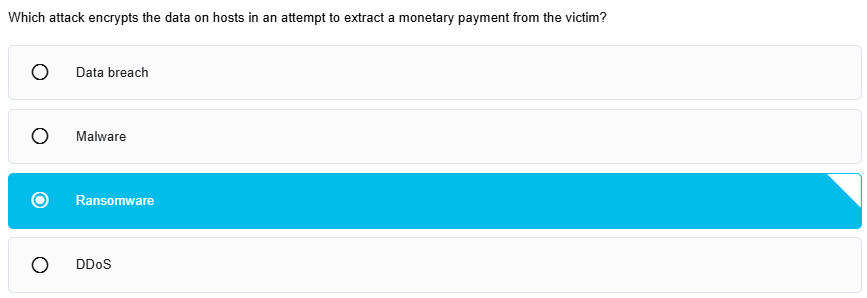 Which attack encrypts the data on hosts in an attempt to extract a monetary payment from the victim?
Data breach
Malware
Ransomware
DDoS